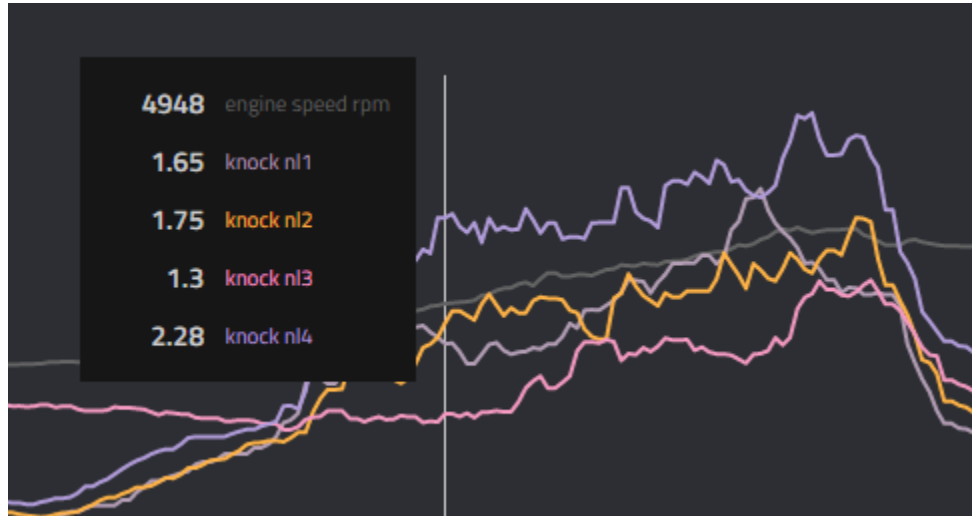 4948 engine speed rpm
1.65 knock nl1
1.75 knock nl2
1.3 knock nl3
2.28 knock nl4